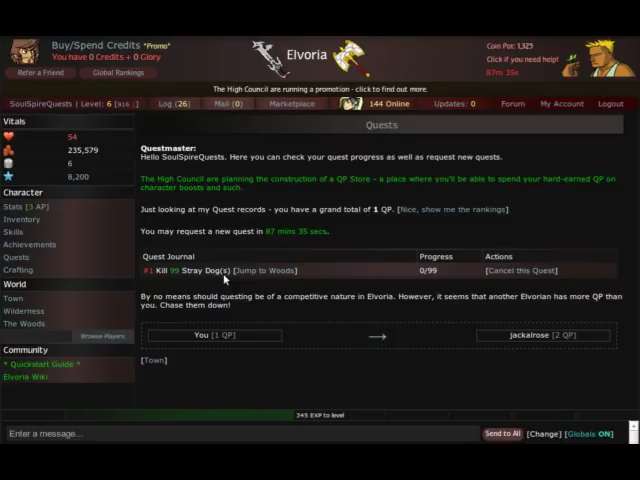 Buy/Spend Credits *Promo*
You have 0 Credits + 0 Glory
Refer a Friend
Global Rankings
Elvoria
Coin Pot: 1,325
Click if you need help!
87m 35s
The High Council are running a promotion - click to find out more.
SoulSpireQuests | Level: 6 [916 ]
Log (26)
Mail (0)
Marketplace
144 Online
Updates: 0
Forum
My Account
Logout
Vitals
54
235,579
6
8,200
Character
Stats [3 AP]
Inventory
Skills
Achievements
Quests
Crafting
World
Town
Wilderness
The Woods
Browse Players
Community
* Quickstart Guide *
Elvoria Wiki
Quests
Questmaster:
Hello SoulSpireQuests. Here you can check your quest progress as well as request new quests.
The High Council are planning the construction of a QP Store - a place where you'll be able to spend your hard-earned QP on
character boosts and such.
Just looking at my Quest records - you have a grand total of 1 QP. [Nice, show me the rankings]
You may request a new quest in 87 mins 35 secs.
Quest Journal Progress Actions
#1 Kill 99 Stray Dog(s) [Jump to Woods] 0/99 [Cancel this Quest]
By no means should questing be of a competitive nature in Elvoria. However, it seems that another Elvorian has more QP than
you. Chase them down!
You [1 QP]
jackalrose [2 QP]
[Town]
345 EXP to level
Enter a message...
Send to All
[Change] [Globals ON]